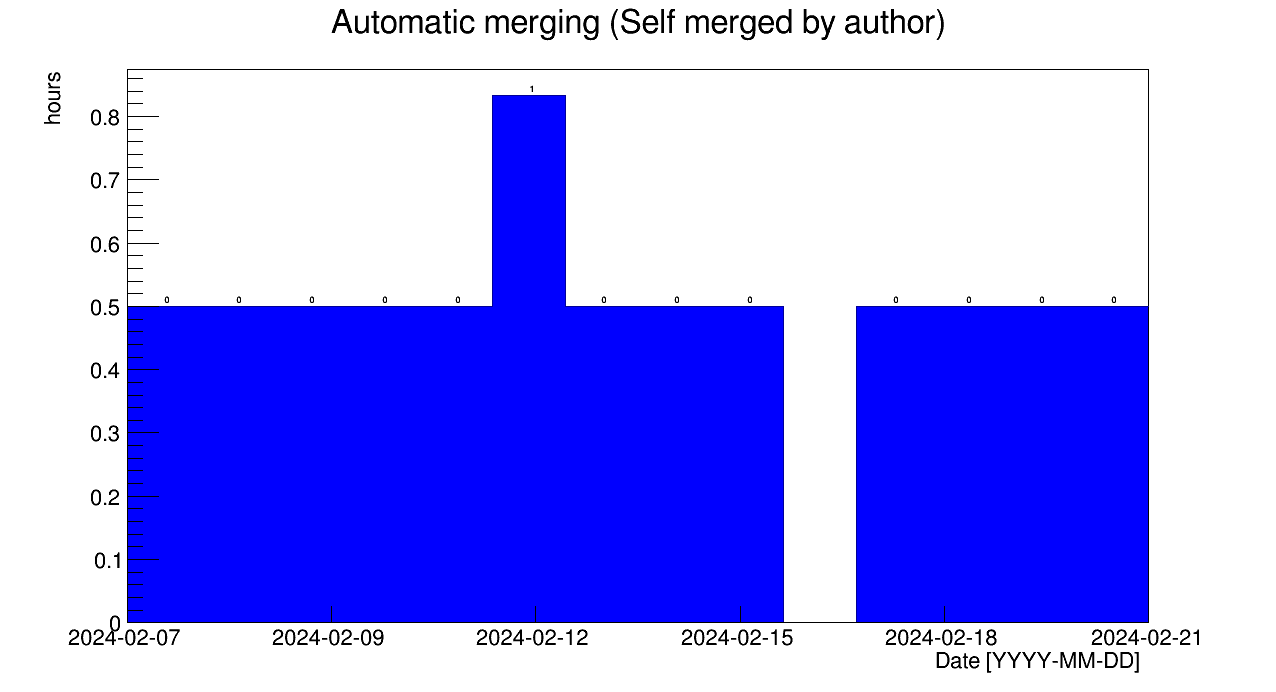 Automatic merging (Self merged by author)
hours
0.8
0.7
0.6
0.5
0.4
0.3
0.2
0.1
0
1
0 0 0 0 0 0 0 0 0 0 0 0
2024-02-07 2024-02-09 2024-02-12 2024-02-15 2024-02-18 2024-02-21
Date [YYYY-MM-DD]